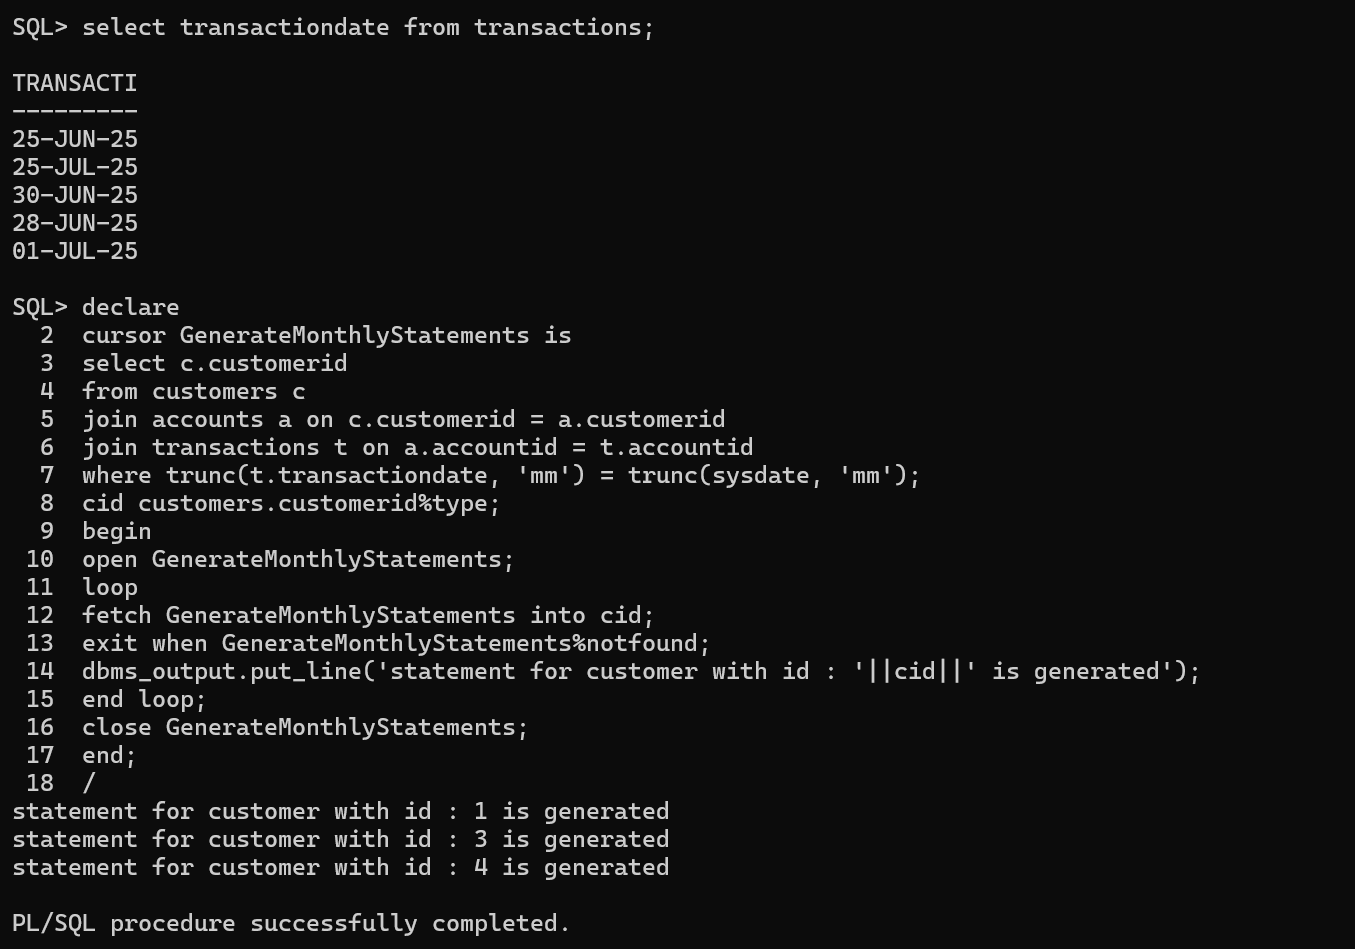 SQL> select transactiondate from transactions;
TRANSACTI
---------
25-JUN-25
25-JUL-25
30-JUN-25
28-JUN-25
01-JUL-25
SQL> declare
  2  cursor GenerateMonthlyStatements is
  3  select c.customerid
  4  from customers c
  5  join accounts a on c.customerid = a.customerid
  6  join transactions t on a.accountid = t.accountid
  7  where trunc(t.transactiondate, 'mm') = trunc(sysdate, 'mm');
  8  cid customers.customerid%type;
  9  begin
 10  open GenerateMonthlyStatements;
 11  loop
 12  fetch GenerateMonthlyStatements into cid;
 13  exit when GenerateMonthlyStatements%notfound;
 14  dbms_output.put_line('statement for customer with id : '||cid||' is generated');
 15  end loop;
 16  close GenerateMonthlyStatements;
 17  end;
 18  /
statement for customer with id : 1 is generated
statement for customer with id : 3 is generated
statement for customer with id : 4 is generated
PL/SQL procedure successfully completed.